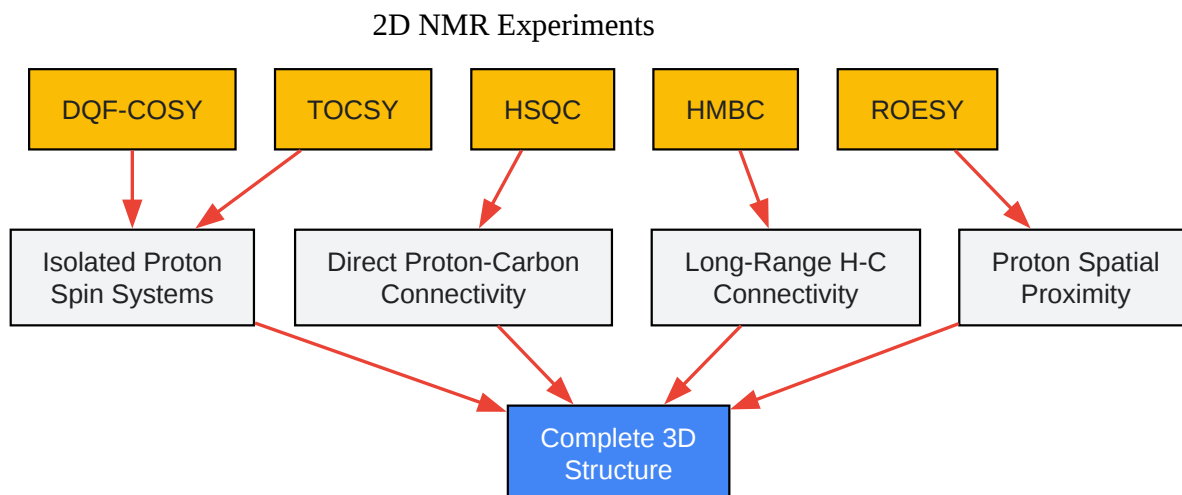 2D NMR Experiments
DQF-COSY
TOCSY
HSQC
HMBC
ROESY
Isolated Proton
Spin Systems
Direct Proton-Carbon
Connectivity
Long-Range H-C
Connectivity
Proton Spatial
Proximity
Complete 3D
Structure